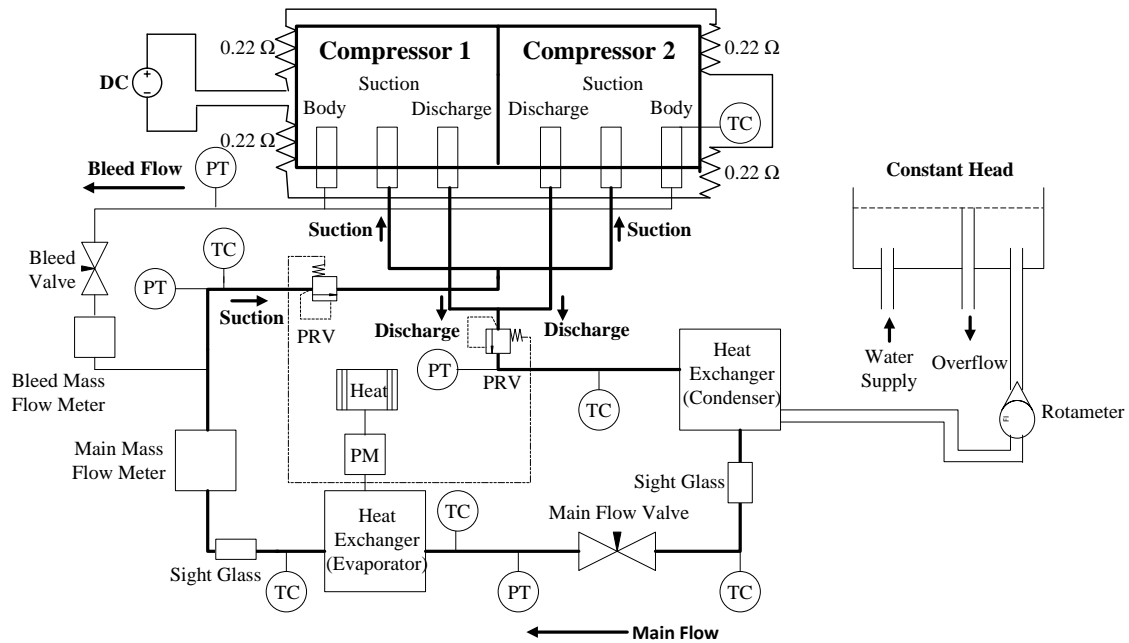 0.22 Ω
Compressor 1
Compressor 2
0.22 Ω
DC
Suction
Suction
Body
Discharge
Discharge
Body
TC
0.22 Ω
0.22 Ω
Bleed Flow
PT
Constant Head
Suction
Suction
Bleed
Valve
TC
PT
Suction
PRV
Discharge
Discharge
PRV
Water
Supply
Overflow
Bleed Mass
Flow Meter
Heat
PT
TC
Heat
Exchanger
(Condenser)
Rotameter
Main Mass
Flow Meter
PM
Sight Glass
Heat
Exchanger
(Evaporator)
TC
Main Flow Valve
Sight Glass
TC
PT
TC
Main Flow